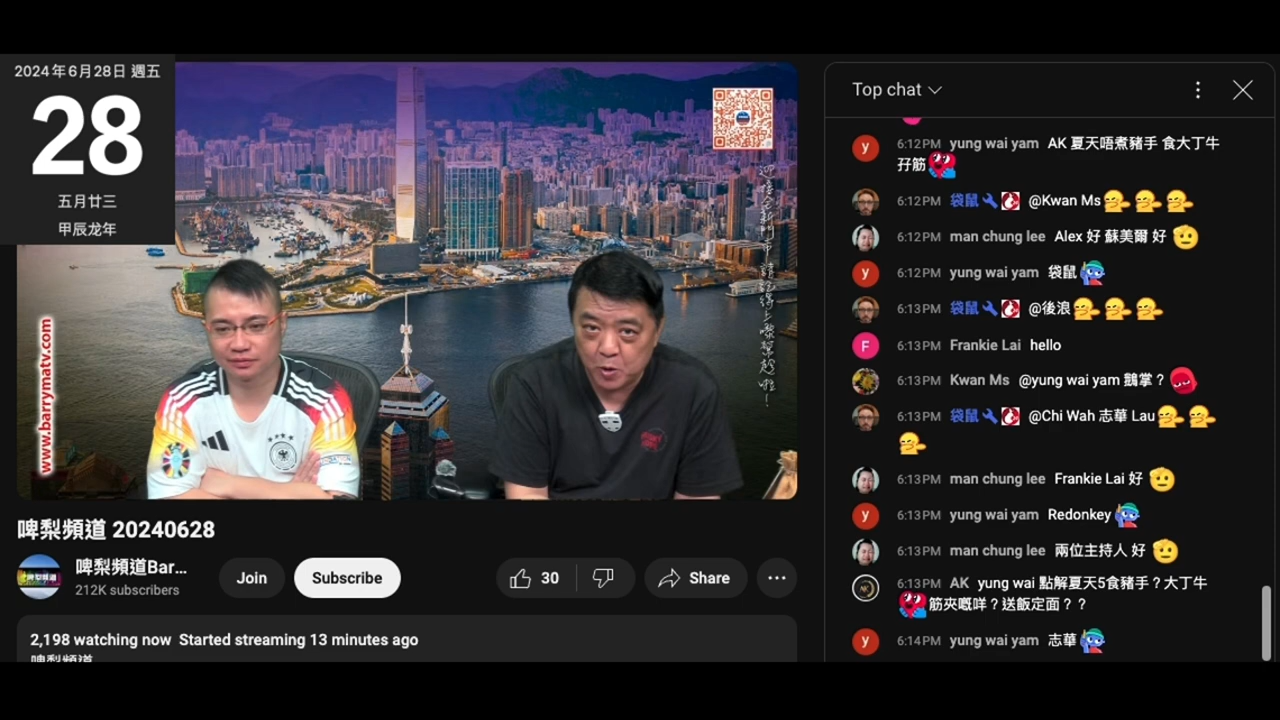 2024年6月28日 週五
28
五月廿三
甲辰龙年
www.barrymatv.com
啤梨頻道 20240628
啤梨頻道Bar...
212K subscribers
Join
Subscribe
30
Share
2,198 watching now Started streaming 13 minutes ago
啤梨頻道
Top chat
6:12PM yung wai yam AK 夏天唔煮豬手 食大丁牛
孖筋
6:12PM 袋鼠 @Kwan Ms
6:12PM man chung lee Alex 好 蘇美爾 好
6:12PM yung wai yam 袋鼠
6:13PM 袋鼠 @後浪
6:13PM Frankie Lai hello
6:13PM Kwan Ms @yung wai yam 鵝掌？
6:13PM 袋鼠 @Chi Wah 志華 Lau
6:13PM man chung lee Frankie Lai 好
6:13PM yung wai yam Redonkey
6:13PM man chung lee 兩位主持人 好
6:13PM AK yung wai 點解夏天5食豬手？大丁牛
筋夾嘅咩？送飯定面？？
6:14PM yung wai yam 志華